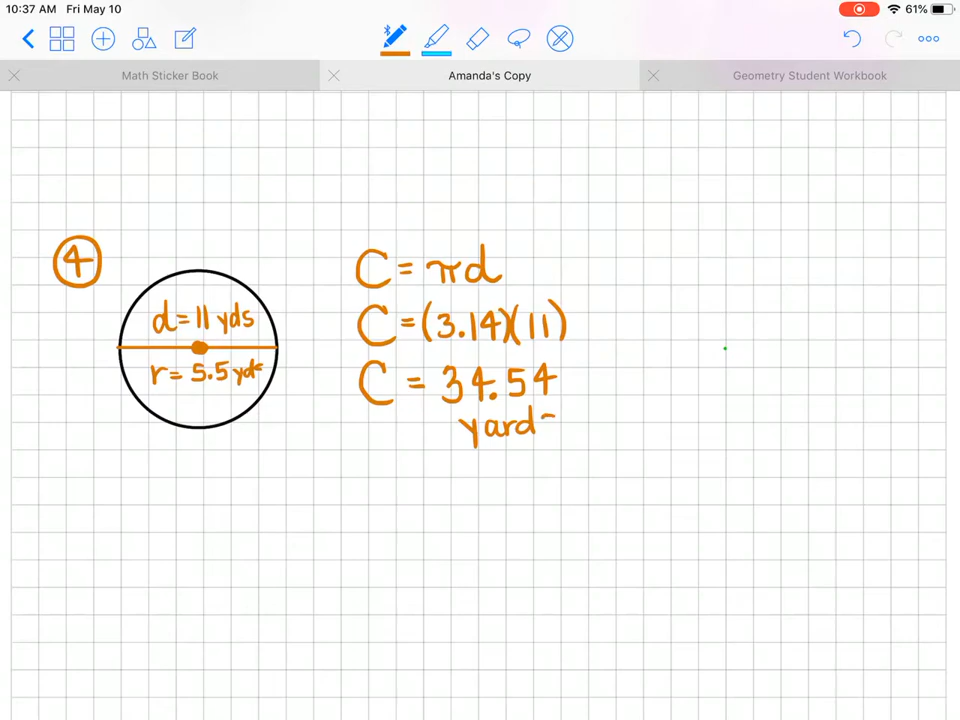 10:37 AM Fri May 10 61%
Math Sticker Book Amanda's Copy Geometry Student Workbook
4
d=11 yds
r= 5.5 yds
C = πd
C =(3.14)(11)
C = 34.54
yard